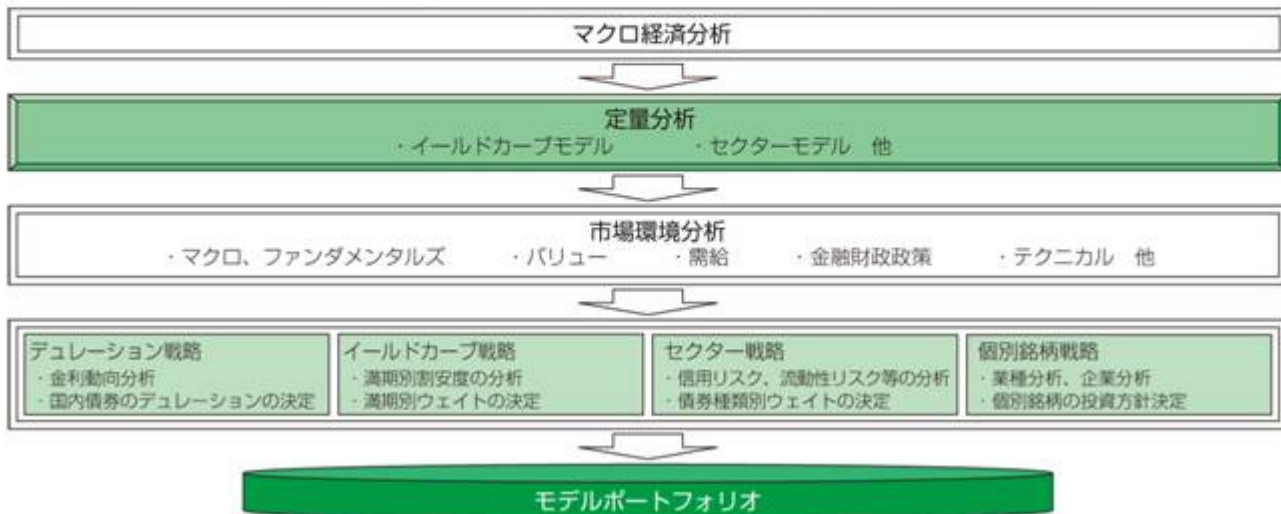 マクロ経済分析
定量分析
・イールドカーブモデル ・セクターモデル 他
市場環境分析
・マクロ、ファンダメンタルズ ・バリュー ・需給 ・金融財政政策 ・テクニカル 他
デュレーション戦略
・金利動向分析
・国内債券のデュレーションの決定
イールドカーブ戦略
・満期別割安度の分析
・満期別ウェイトの決定
セクター戦略
・信用リスク、流動性リスク等の分析
・債券種類別ウェイトの決定
個別銘柄戦略
・業種分析、企業分析
・個別銘柄の投資方針決定
モデルポートフォリオ